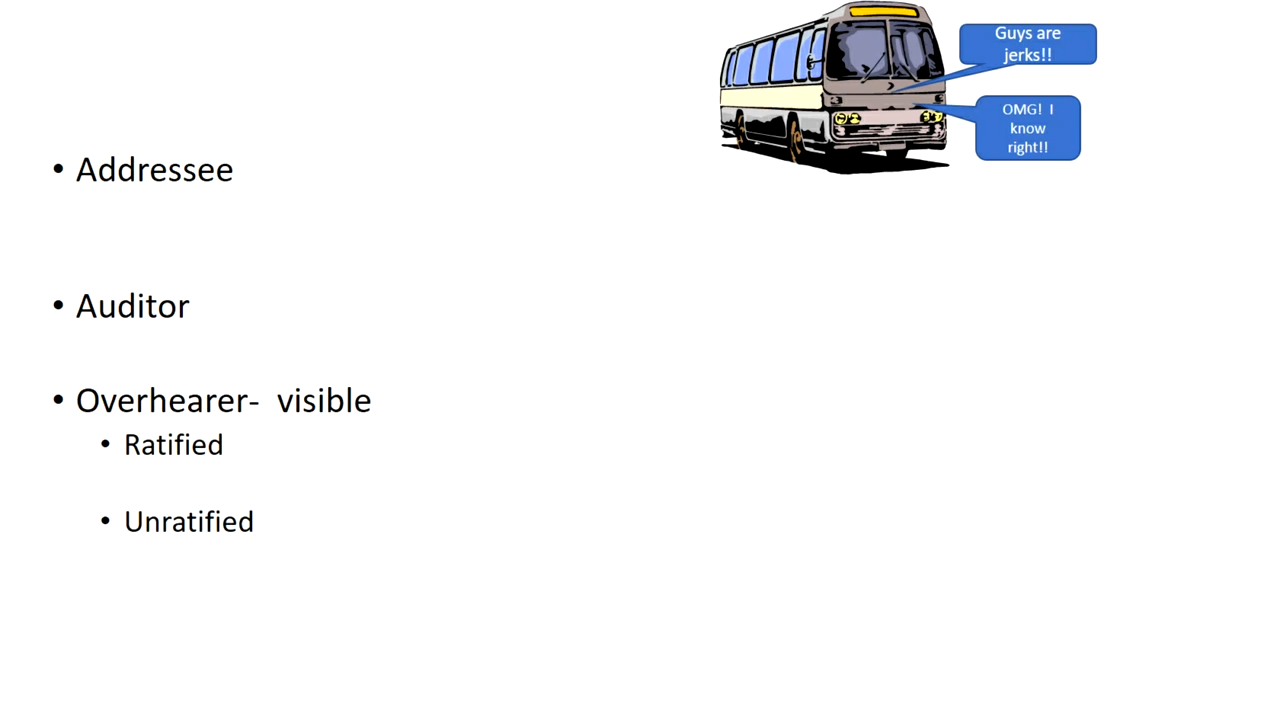 Guys are
jerks!!
OMG! I
know
right!!
• Addressee
• Auditor
• Overhearer- visible
• Ratified
• Unratified